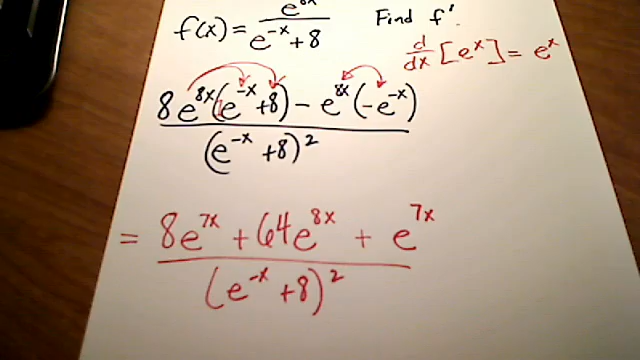 f(x) = e^8x / (e^-x + 8) Find f'
d/dx [e^x] = e^x
8e^8x(e^-x + 8) - e^8x(-e^-x) / (e^-x + 8)^2
= 8e^7x + 64e^8x + e^7x / (e^-x + 8)^2